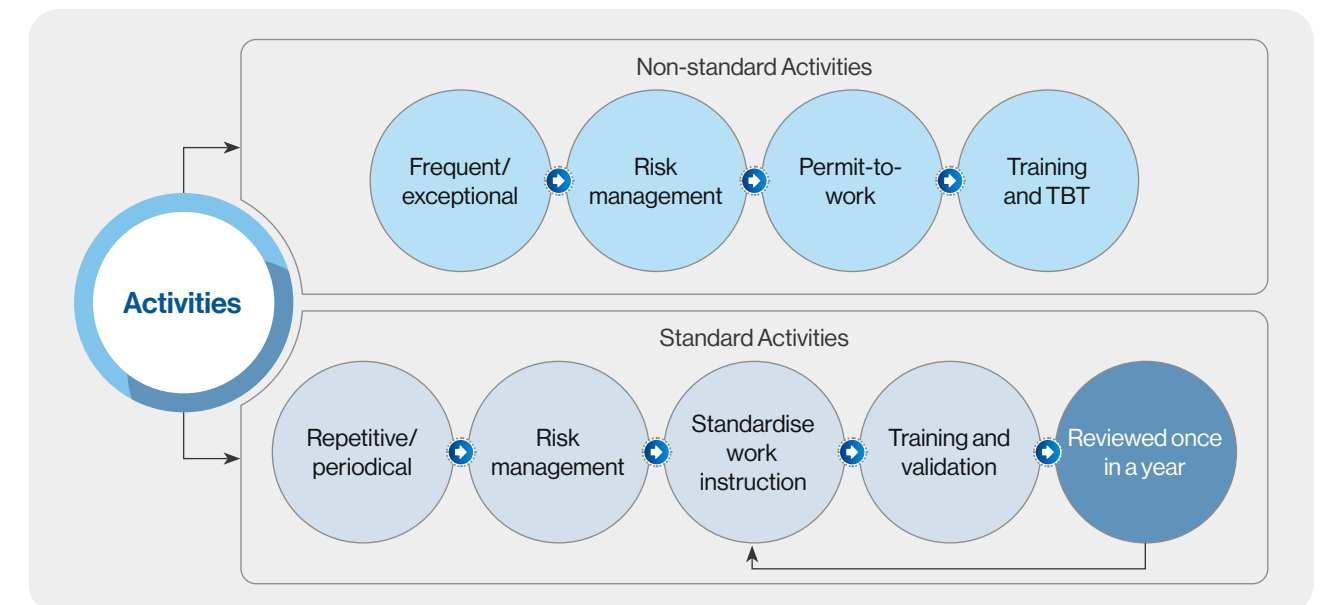 Non-standard Activities
Frequent/
exceptional
Risk
management
Permit-to-
work
Training
and TBT
Activities
Standard Activities
Repetitive/
periodical
Risk
management
Standardise
work
instruction
Training and
validation
Reviewed once
in a year